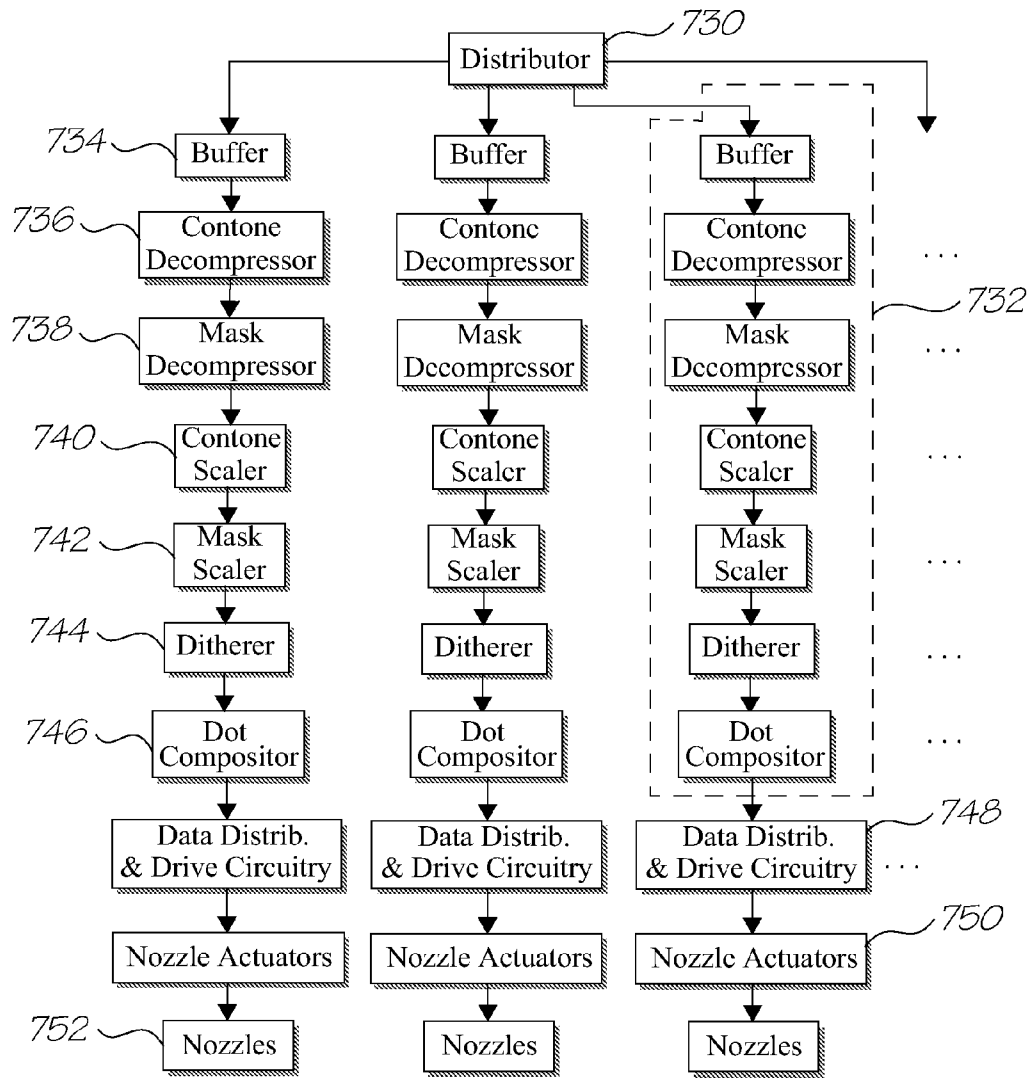 730
Distributor
734
Buffer
Buffer
Buffer
736
Contone
Decompressor
Contone
Decompressor
Contone
Decompressor
. . .
732
738
Mask
Decompressor
Mask
Decompressor
Mask
Decompressor
. . .
740
Contone
Scaler
Contone
Scaler
Contone
Scaler
. . .
742
Mask
Scaler
Mask
Scaler
Mask
Scaler
. . .
744
Ditherer
Ditherer
Ditherer
. . .
746
Dot
Compositor
Dot
Compositor
Dot
Compositor
. . .
Data Distrib.
& Drive Circuitry
Data Distrib.
& Drive Circuitry
Data Distrib.
& Drive Circuitry
748
. . .
Nozzle Actuators
Nozzle Actuators
Nozzle Actuators
750
752
Nozzles
Nozzles
Nozzles